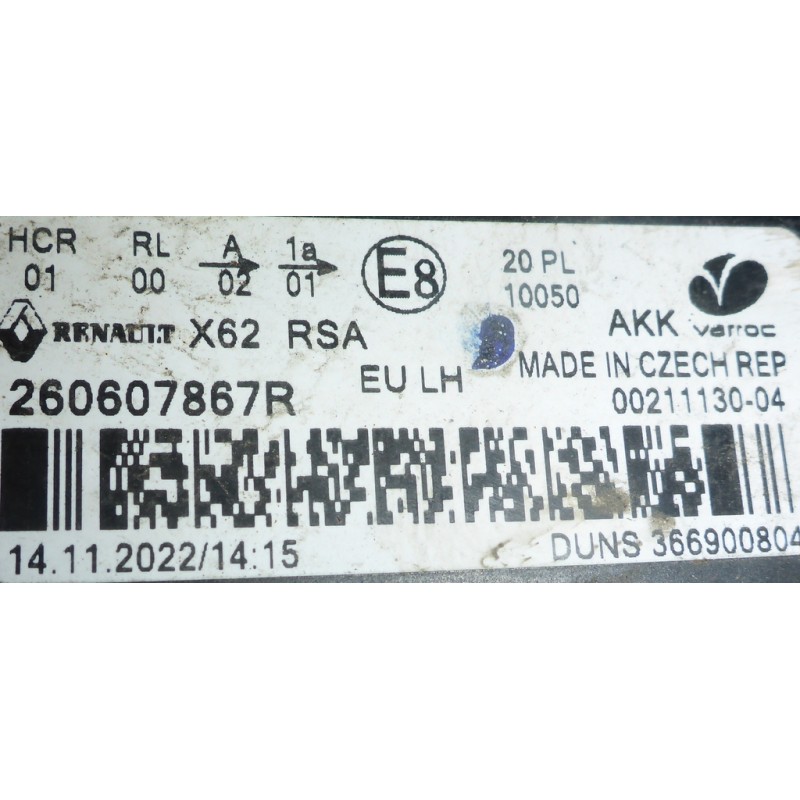 HCR RL A 1a E8 20 PL
01 00 02 01 10050
RENAULT X62 RSA AKK varroc
EU LH MADE IN CZECH REP
260607867R 00211130-04
14.11.2022/14:15 DUNS 366900804